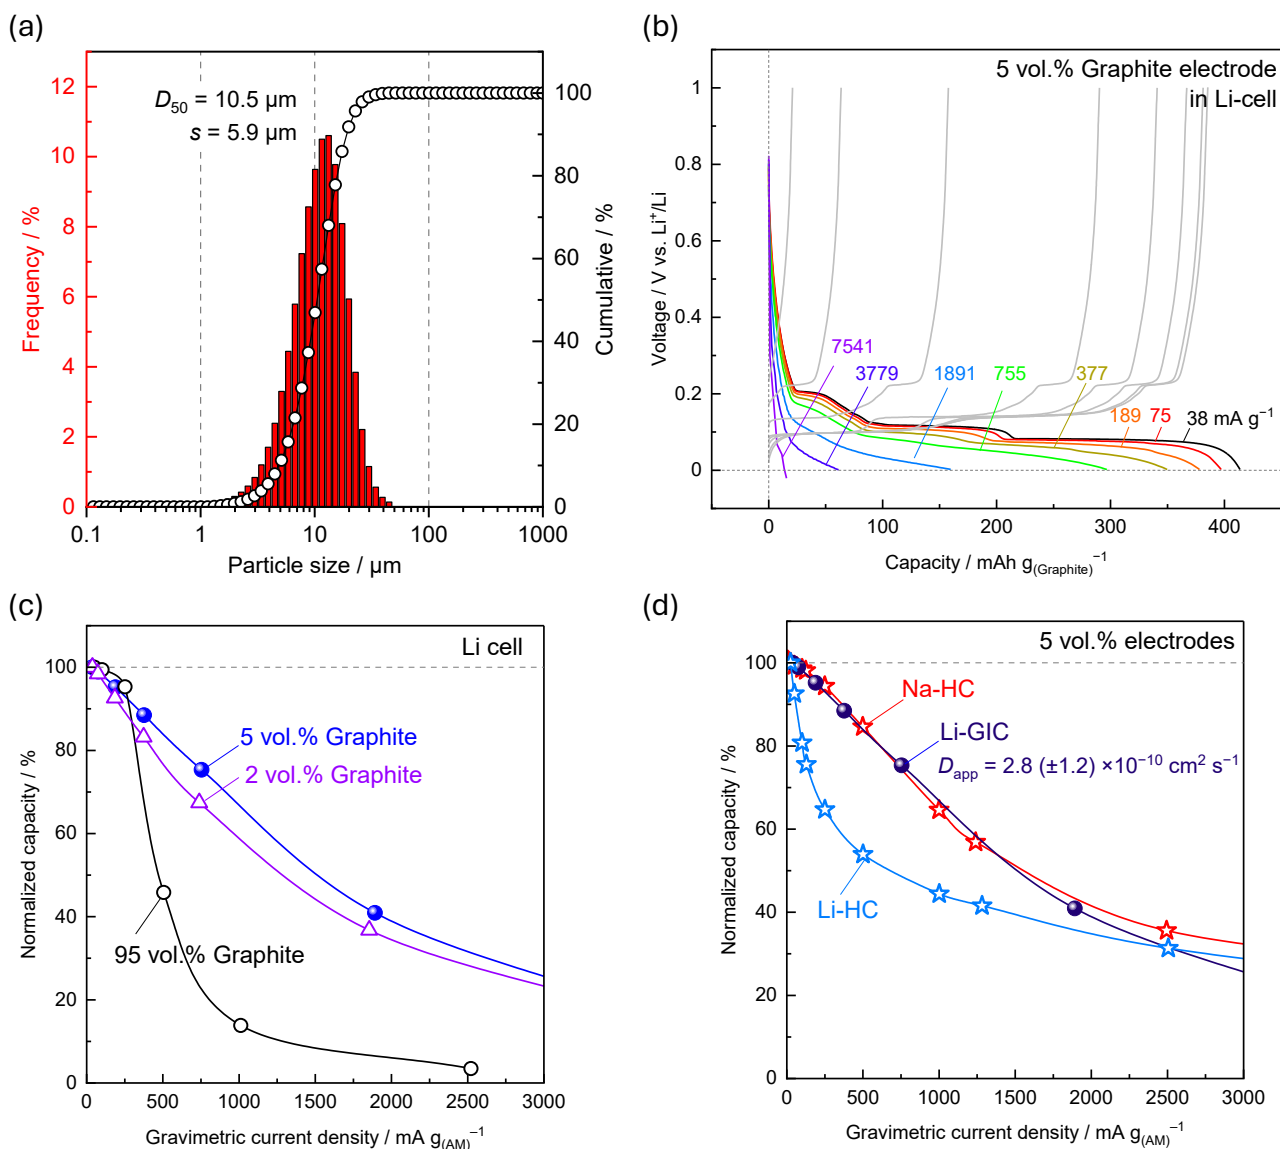 (a)
12
10
8
6
4
2
0
Frequency / %
D50 = 10.5 µm
s = 5.9 µm
100
80
60
40
20
0
Cumulative / %
0.1 1 10 100 1000
Particle size / µm
(b)
5 vol.% Graphite electrode
in Li-cell
1
0.8
0.6
0.4
0.2
0
Voltage / V vs. Li⁺/Li
7541
3779
1891
755
377
189
75
38 mA g⁻¹
0 100 200 300 400
Capacity / mAh g(Graphite)⁻¹
(c)
Li cell
100
80
60
40
20
0
Normalized capacity / %
5 vol.% Graphite
2 vol.% Graphite
95 vol.% Graphite
0 500 1000 1500 2000 2500 3000
Gravimetric current density / mA g(AM)⁻¹
(d)
5 vol.% electrodes
100
80
60
40
20
0
Normalized capacity / %
Na-HC
Li-GIC
Dapp = 2.8 (±1.2) ×10⁻¹⁰ cm² s⁻¹
Li-HC
0 500 1000 1500 2000 2500 3000
Gravimetric current density / mA g(AM)⁻¹